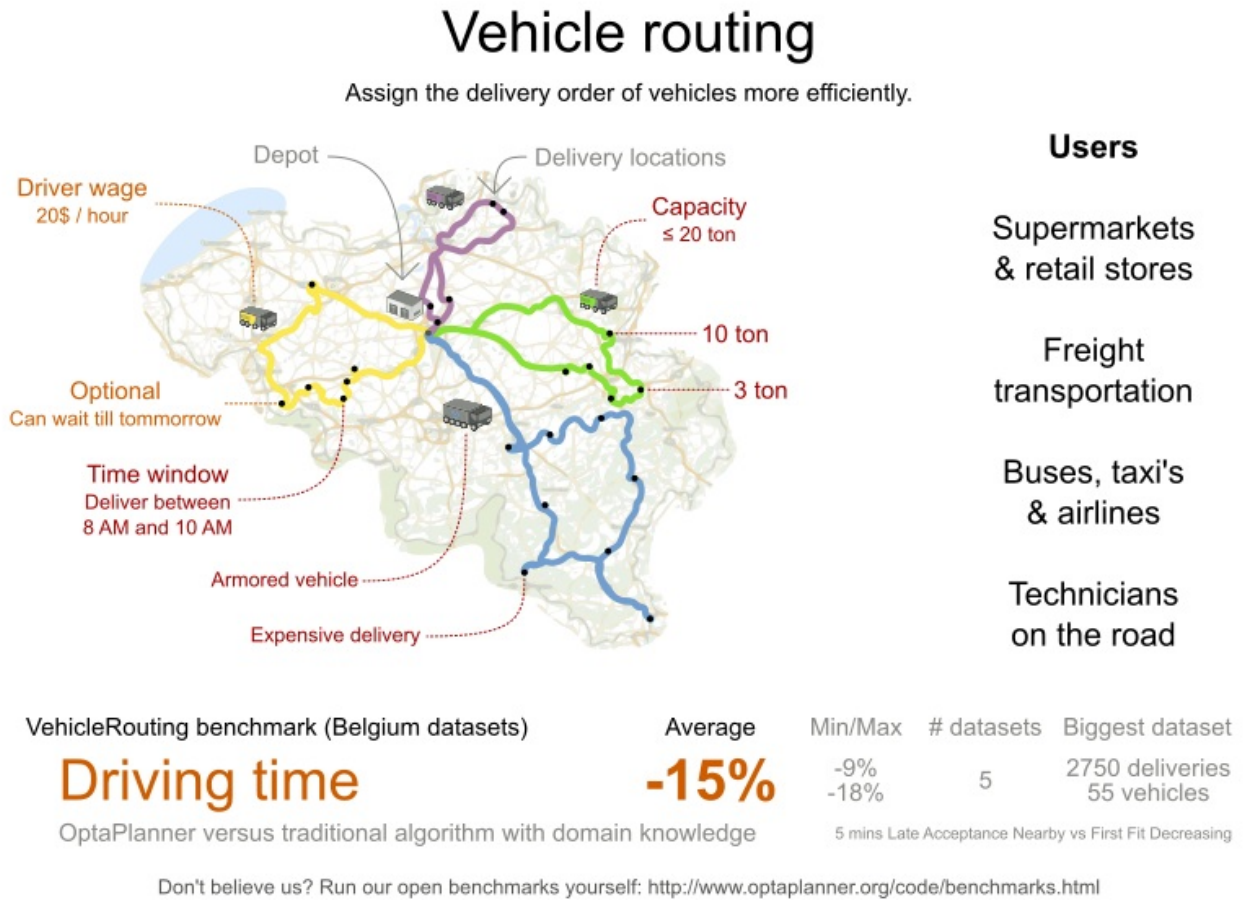 Vehicle routing
Assign the delivery order of vehicles more efficiently.
Depot
Delivery locations
Driver wage
20$ / hour
Capacity
≤ 20 ton
10 ton
3 ton
Optional
Can wait till tommorrow
Time window
Deliver between
8 AM and 10 AM
Armored vehicle
Expensive delivery
Users
Supermarkets
& retail stores
Freight
transportation
Buses, taxi's
& airlines
Technicians
on the road
VehicleRouting benchmark (Belgium datasets)
Average
Min/Max
# datasets
Biggest dataset
Driving time
-15%
-9%
-18%
5
2750 deliveries
55 vehicles
OptaPlanner versus traditional algorithm with domain knowledge
5 mins Late Acceptance Nearby vs First Fit Decreasing
Don't believe us? Run our open benchmarks yourself: http://www.optaplanner.org/code/benchmarks.html